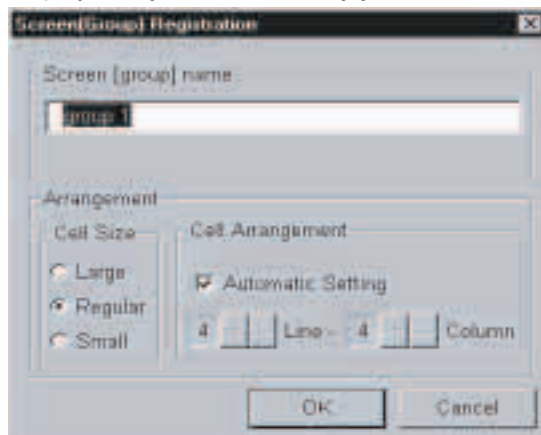 Screen(Group) Registration
Screen [group] name
group 1
Arrangement
Cell Size
Cell Arrangement
Large
Automatic Setting
Regular
4 Line - 4 Column
Small
OK
Cancel